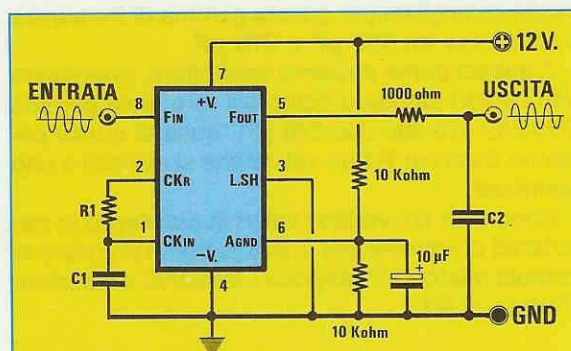 12 V.
7
1000 ohm
ENTRATA
+V.
USCITA
8
FIN
FOUT
5
2
CKR
L.SH
3
10 Kohm
R1
1
CKIN
AGND
6
C2
C1
-V.
10 µF
+
4
10 Kohm
GND